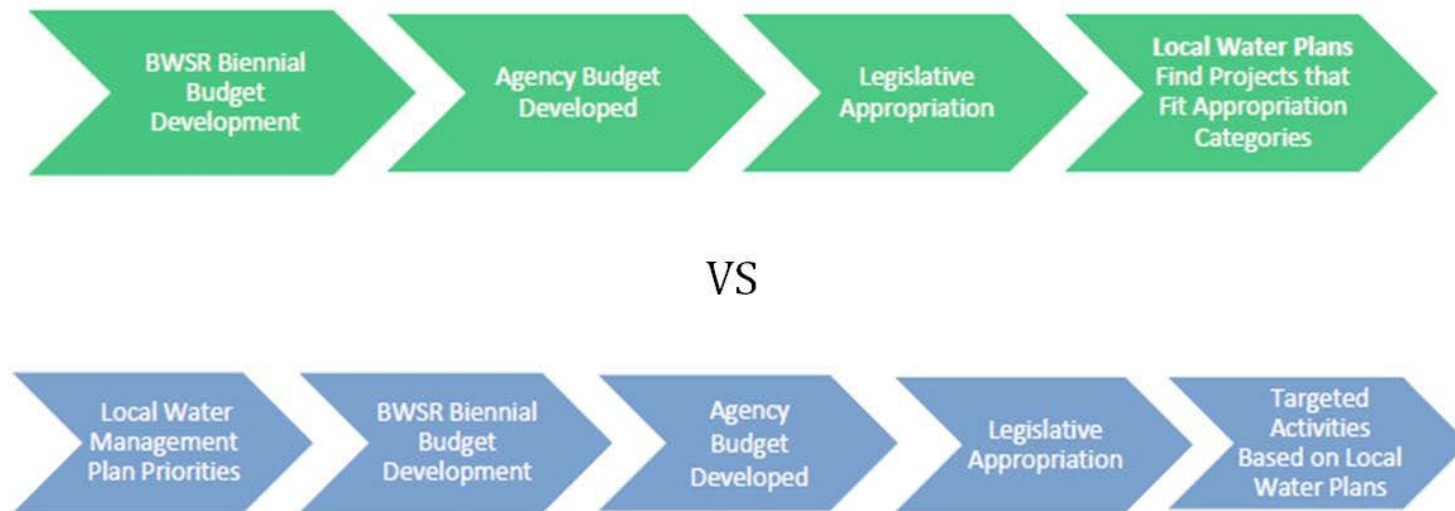 BWSR Biennial
Budget
Development
Agency Budget
Developed
Legislative
Appropriation
Local Water Plans
Find Projects that
Fit Appropriation
Categories
VS
Local Water
Management
Plan Priorities
BWSR Biennial
Budget
Development
Agency
Budget
Developed
Legislative
Appropriation
Targeted
Activities
Based on Local
Water Plans